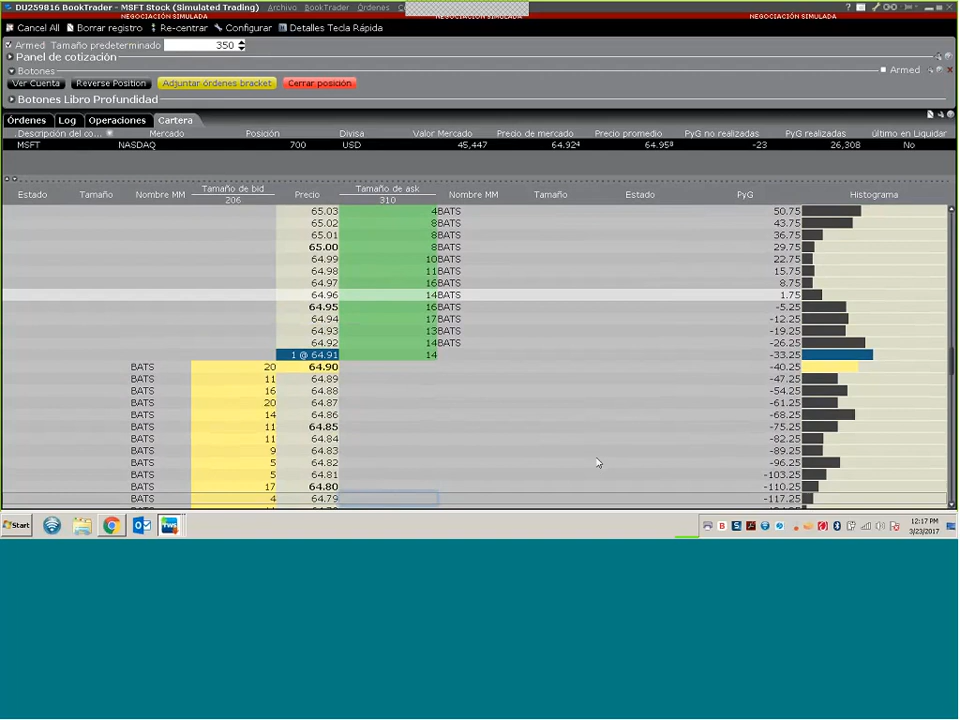 DU259816 BookTrader - MSFT Stock (Simulated Trading) Archivo BookTrader Órdenes
NEGOCIACIÓN SIMULADA NEGOCIACIÓN SIMULADA NEGOCIACIÓN SIMULADA
Cancel All Borrar registro Re-centrar Configurar Detalles Tecla Rápida
Armed Tamaño predeterminado 350
Panel de cotización
Botones Armed
Ver Cuenta Reverse Position Adjuntar órdenes bracket Cerrar posición
Botones Libro Profundidad
Órdenes Log Operaciones Cartera
Descripción del co... Mercado Posición Divisa Valor Mercado Precio de mercado Precio promedio PyG no realizadas PyG realizadas último en Liquidar
MSFT NASDAQ 700 USD 45,447 64.924 64.958 -23 26,308 No
Estado Tamaño Nombre MM Tamaño de bid Precio Tamaño de ask Nombre MM Tamaño Estado PyG Histograma
206 310
65.03 4 BATS 50.75
65.02 8 BATS 43.75
65.01 8 BATS 36.75
65.00 8 BATS 29.75
64.99 10 BATS 22.75
64.98 11 BATS 15.75
64.97 16 BATS 8.75
64.96 14 BATS 1.75
64.95 16 BATS -5.25
64.94 17 BATS -12.25
64.93 13 BATS -19.25
64.92 14 BATS -26.25
1 @ 64.91 14 -33.25
BATS 20 64.90 -40.25
BATS 11 64.89 -47.25
BATS 16 64.88 -54.25
BATS 20 64.87 -61.25
BATS 14 64.86 -68.25
BATS 11 64.85 -75.25
BATS 11 64.84 -82.25
BATS 9 64.83 -89.25
BATS 5 64.82 -96.25
BATS 5 64.81 -103.25
BATS 17 64.80 -110.25
BATS 4 64.79 -117.25
Start 12:17 PM
3/23/2017